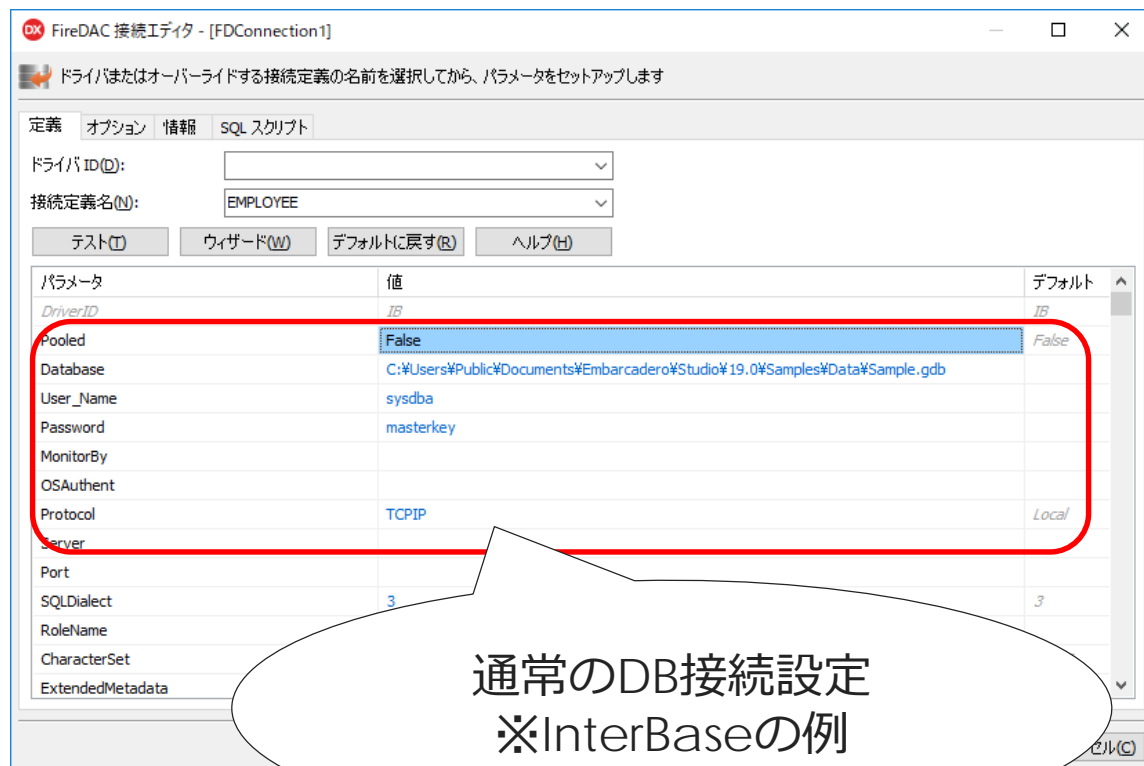 DX FireDAC 接続エディタ - [FDConnection1]
ドライバまたはオーバーライドする接続定義の名前を選択してから、パラメータをセットアップします
定義 オプション 情報 SQL スクリプト
ドライバ ID(D):
接続定義名(N): EMPLOYEE
テスト(T) ウィザード(W) デフォルトに戻す(R) ヘルプ(H)
パラメータ 値 デフォルト
DriverID IB IB
Pooled False False
Database C:¥Users¥Public¥Documents¥Embarcadero¥Studio¥19.0¥Samples¥Data¥Sample.gdb
User_Name sysdba
Password masterkey
MonitorBy
OSAuthent
Protocol TCPIP Local
Server
Port
SQLDialect 3 3
RoleName
CharacterSet
ExtendedMetadata
通常のDB接続設定
※InterBaseの例
セル(C)